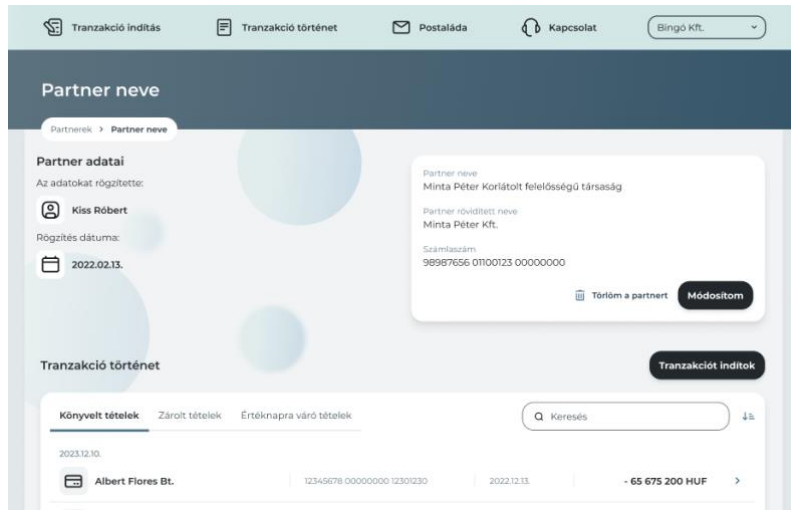 Tranzakció indítás
Tranzakció történet
Postaláda
Kapcsolat
Bingó Kft.
Partner neve
Partnerek > Partner neve
Partner adatai
Az adatokat rögzítette:
Kiss Róbert
Rögzítés dátuma:
2022.02.13.
Partner neve
Minta Péter Korlátolt felelősségű társaság
Partner rövidített neve
Minta Péter Kft.
Számlaszám
98987656 01100123 00000000
Törlöm a partnert
Módosítom
Tranzakció történet
Tranzakciót indítok
Könyvelt tételek
Zárolt tételek
Értéknapra váró tételek
Keresés
2023.12.10.
Albert Flores Bt.
12345678 00000000 12301230
2022.12.13.
- 65 675 200 HUF